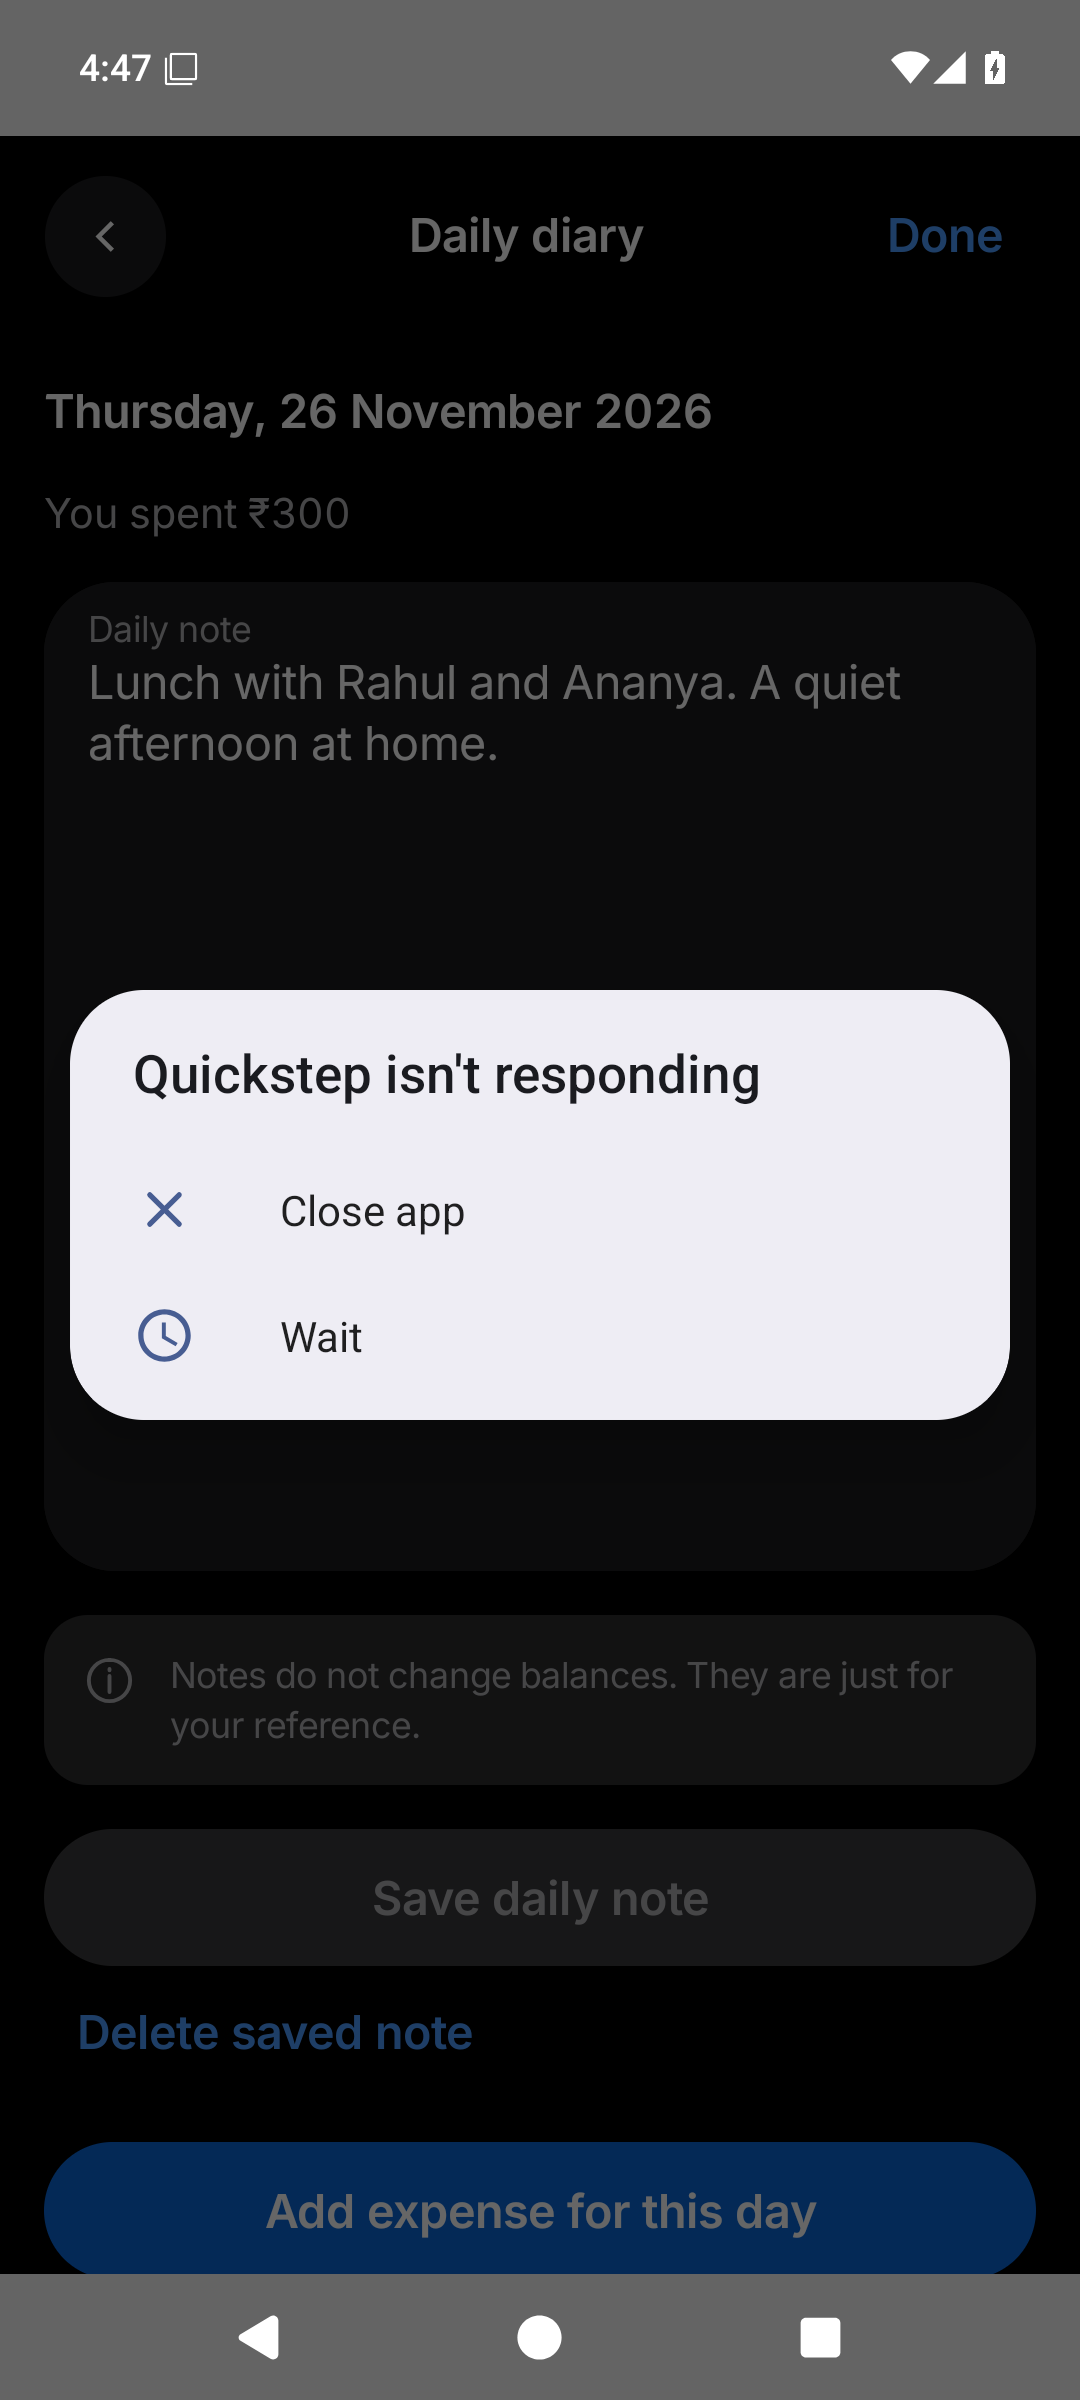 4:47
Daily diary
Done
Thursday, 26 November 2026
You spent ₹300
Daily note
Lunch with Rahul and Ananya. A quiet
afternoon at home.
Quickstep isn't responding
Close app
Wait
Notes do not change balances. They are just for
your reference.
Save daily note
Delete saved note
Add expense for this day